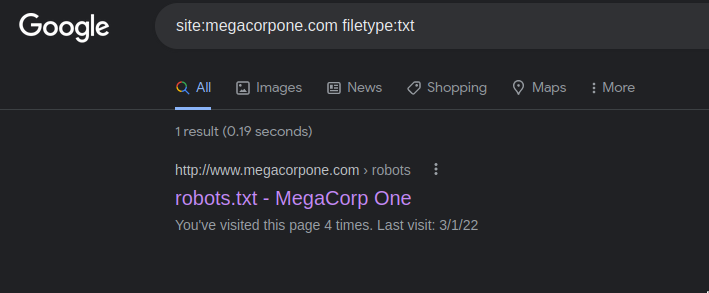 Google
site:megacorpone.com filetype:txt
All Images News Shopping Maps More
1 result (0.19 seconds)
http://www.megacorpone.com › robots
robots.txt - MegaCorp One
You've visited this page 4 times. Last visit: 3/1/22